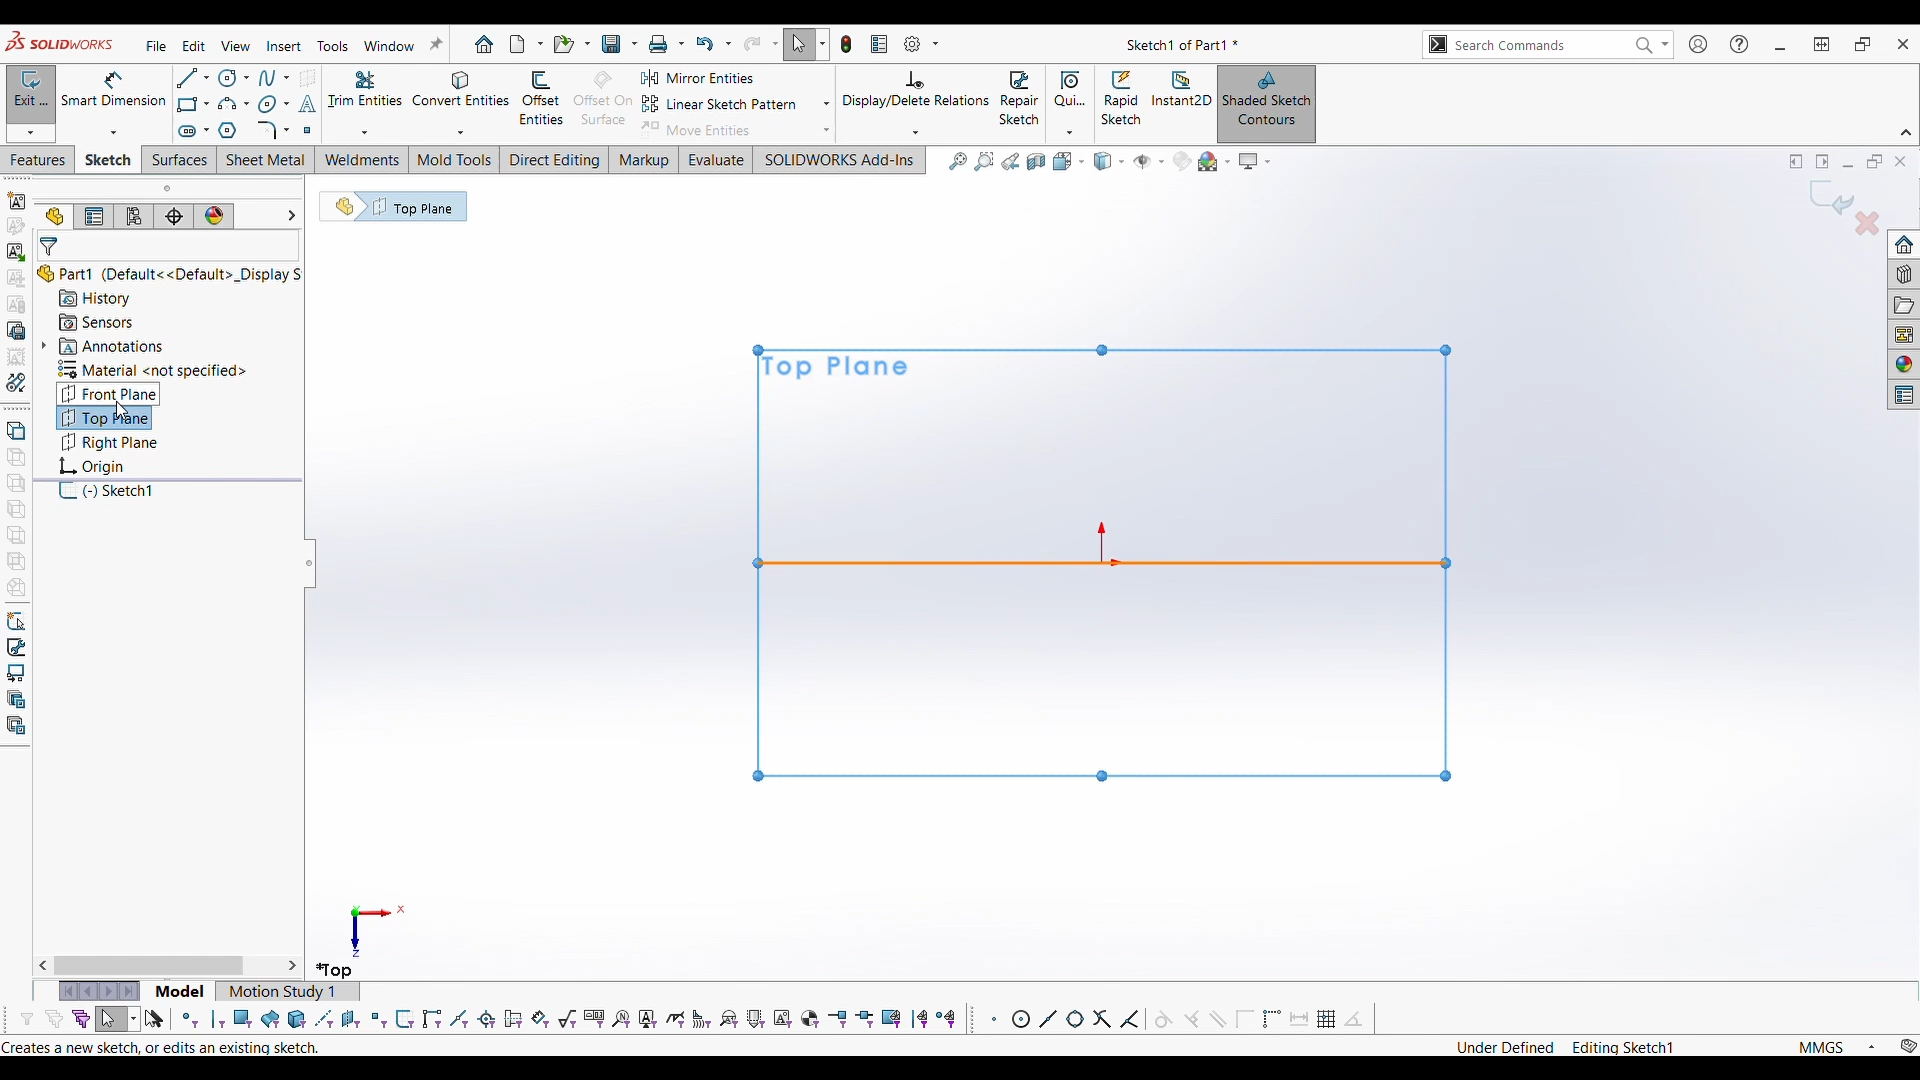 SOLIDWORKS File Edit View Insert Tools Window Sketch1 of Part1 * Search Commands
Exit ... Smart Dimension Trim Entities Convert Entities Offset Entities Offset On Surface Mirror Entities Linear Sketch Pattern Move Entities Display/Delete Relations Repair Sketch Qui... Rapid Sketch Instant2D Shaded Sketch Contours
Features Sketch Surfaces Sheet Metal Weldments Mold Tools Direct Editing Markup Evaluate SOLIDWORKS Add-Ins
Top Plane
Part1 (Default<<Default>_Display S
History
Sensors
Annotations
Material <not specified>
Front Plane
Top Plane
Right Plane
Origin
(-) Sketch1
Top Plane
X
Y
Z
*Top
Model Motion Study 1
Creates a new sketch, or edits an existing sketch. Under Defined Editing Sketch1 MMGS